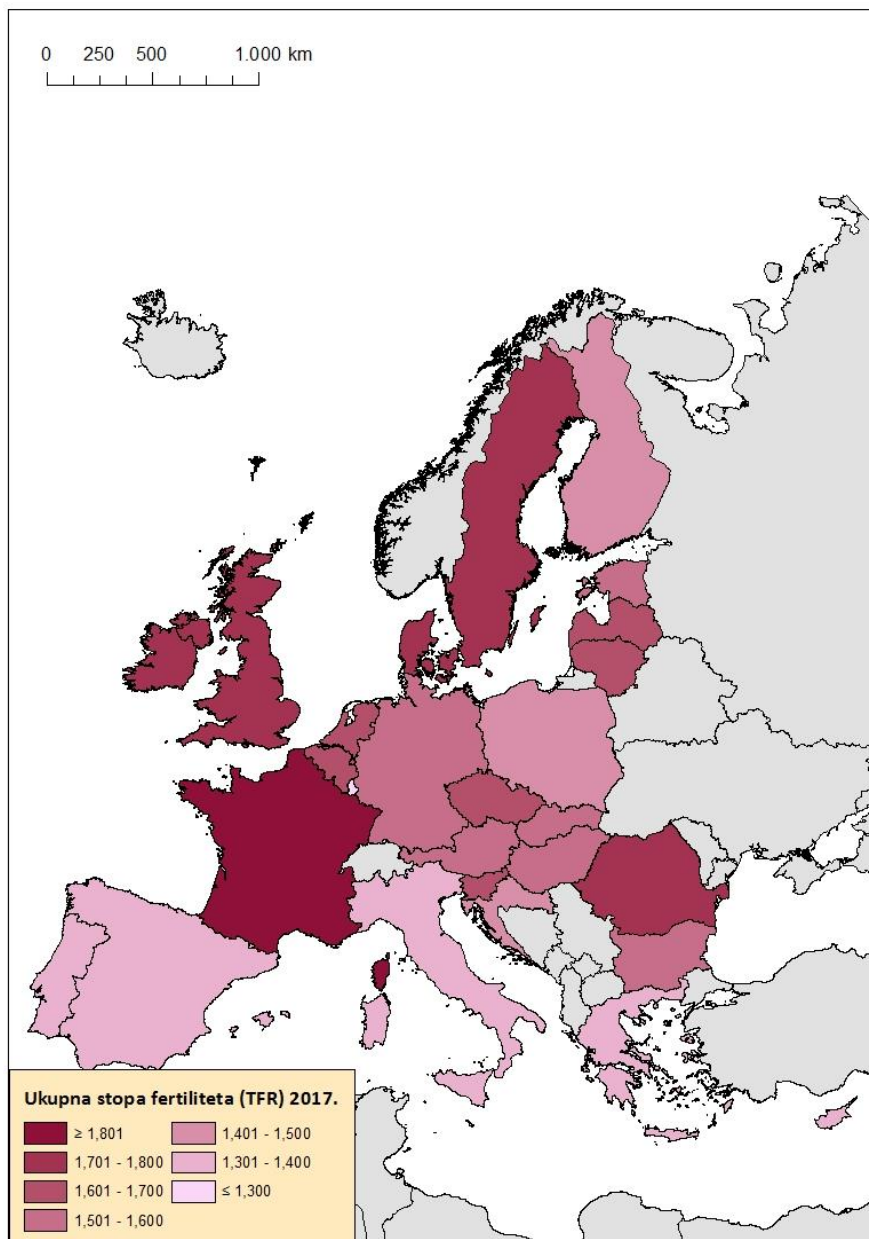 0 250 500 1.000 km
Ukupna stopa fertiliteta (TFR) 2017.
≥ 1,801
1,701 - 1,800
1,601 - 1,700
1,501 - 1,600
1,401 - 1,500
1,301 - 1,400
≤ 1,300